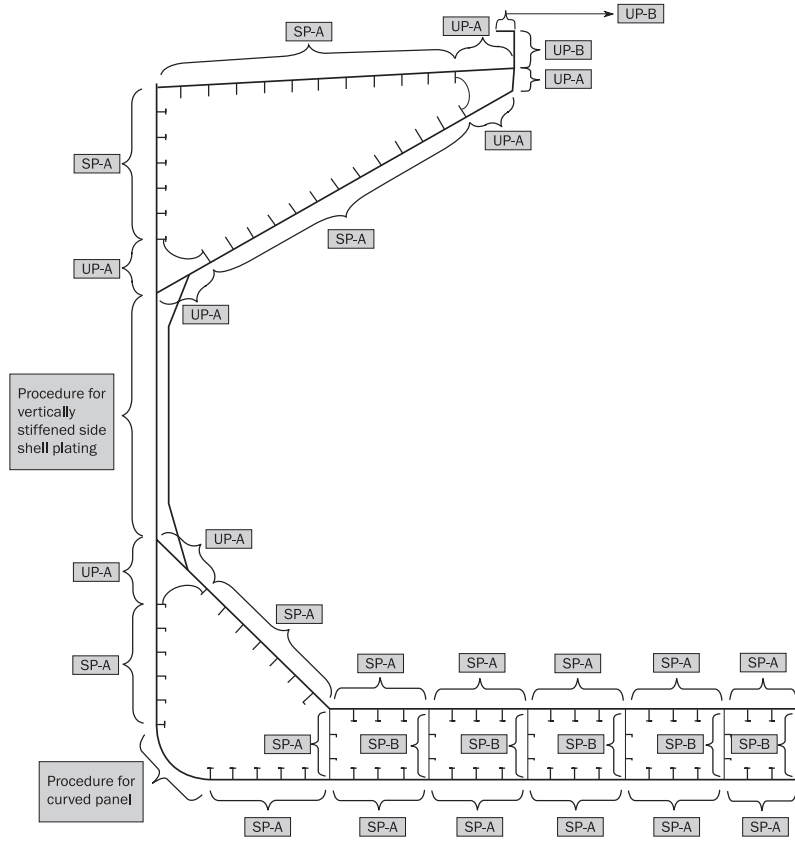 UP-B
UP-A
SP-A
UP-B
UP-A
UP-A
SP-A
SP-A
UP-A
UP-A
Procedure for
vertically
stiffened side
shell plating
UP-A
UP-A
SP-A
SP-A
SP-A
SP-A
SP-A
SP-A
SP-A
SP-A
SP-B
SP-B
SP-B
SP-B
SP-B
Procedure for
curved panel
SP-A
SP-A
SP-A
SP-A
SP-A
SP-A